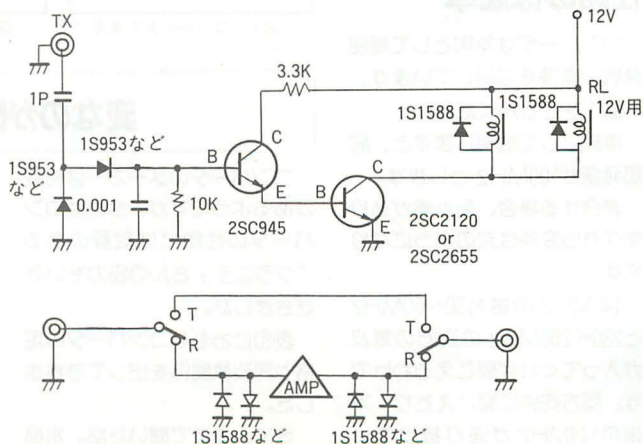 TX
12V
3.3K
RL
1P
1S1588
1S1588
12V用
1S953など
C
1S953
など
B
C
0.001
10K
E
B
2SC945
E
2SC2120
or
2SC2655
T
T
R
R
AMP
1S1588など
1S1588など